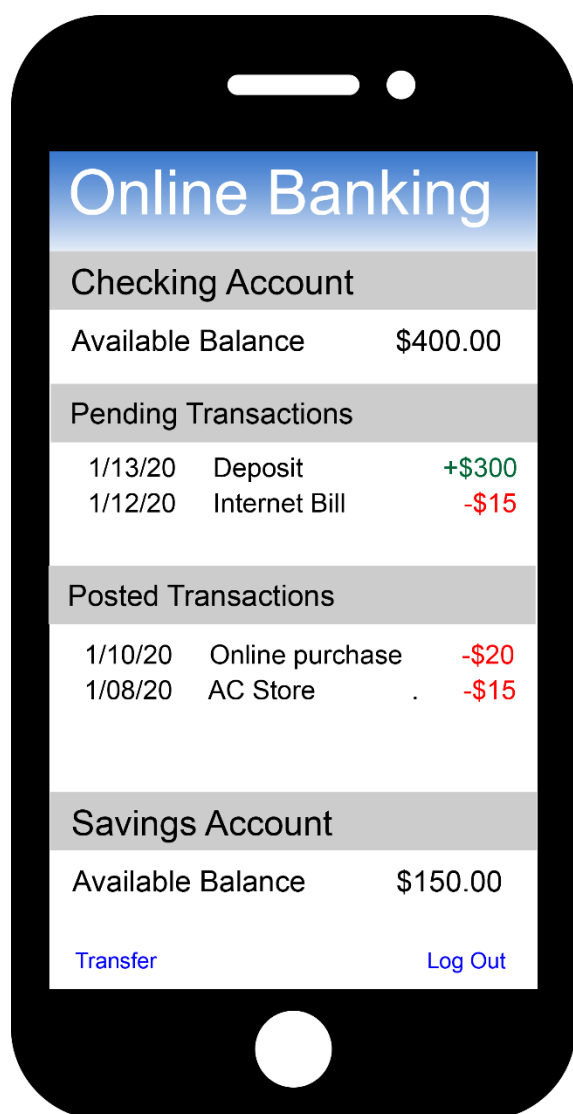 Online Banking
Checking Account
Available Balance $400.00
Pending Transactions
1/13/20 Deposit +$300
1/12/20 Internet Bill -$15
Posted Transactions
1/10/20 Online purchase -$20
1/08/20 AC Store . -$15
Savings Account
Available Balance $150.00
Transfer Log Out